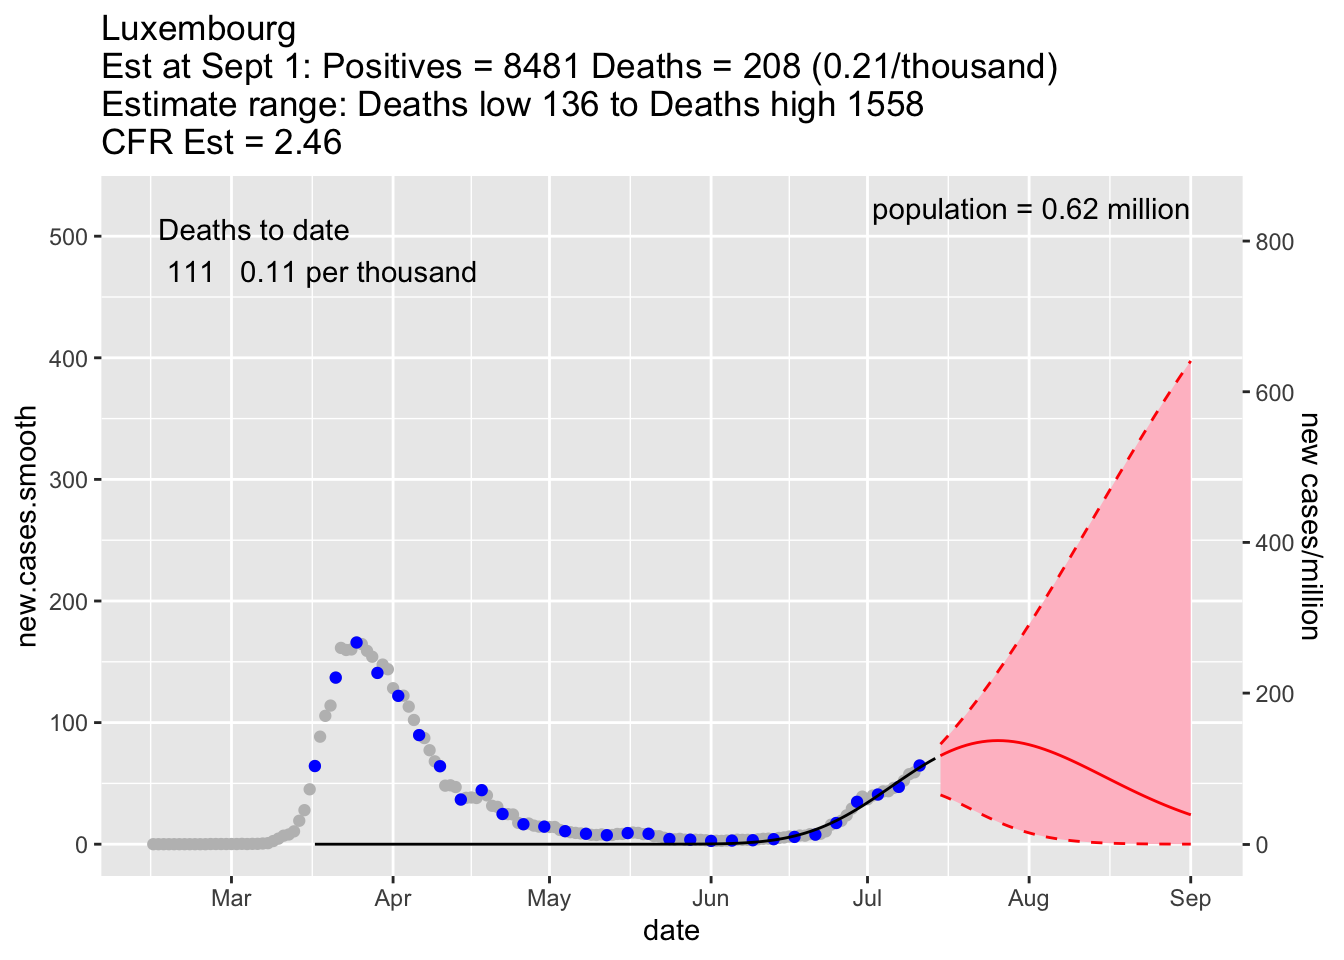 Luxembourg
Est at Sept 1: Positives = 8481 Deaths = 208 (0.21/thousand)
Estimate range: Deaths low 136 to Deaths high 1558
CFR Est = 2.46
population = 0.62 million
Deaths to date
111 0.11 per thousand
500
400
300
200
100
0
new.cases.smooth
800
600
400
200
0
new cases/million
Mar Apr May Jun Jul Aug Sep
date